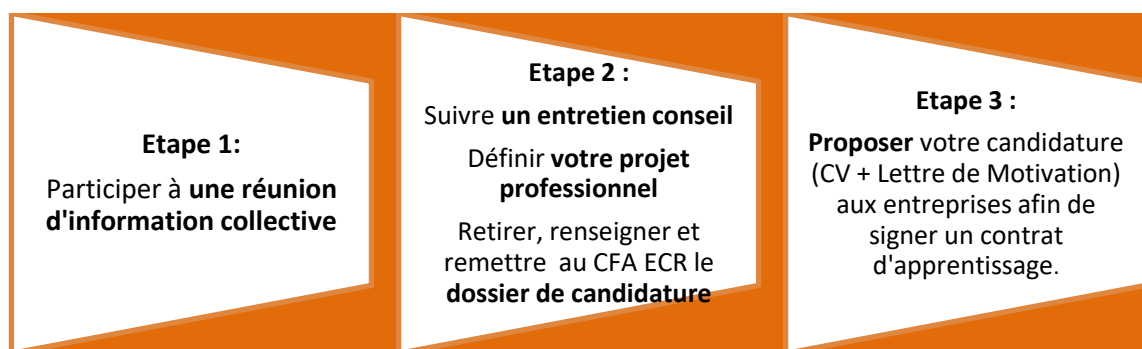 Etape 1:
Participer à une réunion
d'information collective
Etape 2 :
Suivre un entretien conseil
Définir votre projet
professionnel
Retirer, renseigner et
remettre au CFA ECR le
dossier de candidature
Etape 3 :
Proposer votre candidature
(CV + Lettre de Motivation)
aux entreprises afin de
signer un contrat
d'apprentissage.